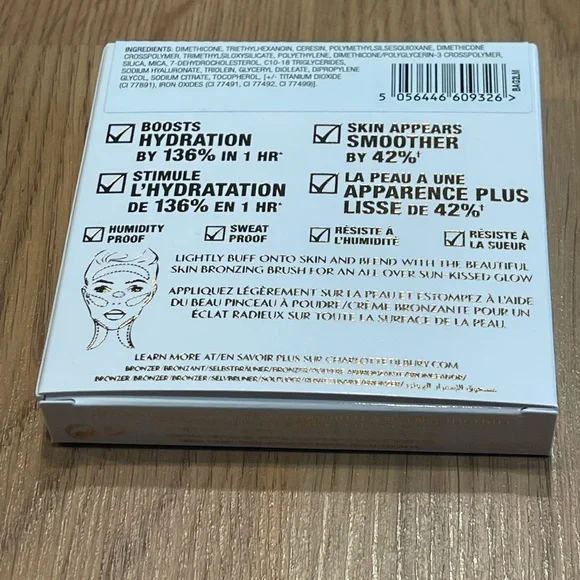 INGREDIENTS: DIMETHICONE, TRIETHYLHEXANOIN, CERESIN, POLYMETHYLSILSESQUIOXANE, DIMETHICONE
CROSSPOLYMER, TRIMETHYLSILOXYSILICATE, POLYETHYLENE, DIMETHICONE/POLYGLYCERIN-3 CROSSPOLYMER,
SILICA, MICA, 7-DEHYDROCHOLESTEROL, C10-18 TRIGLYCERIDES,
SODIUM HYALURONATE, TRIOLEIN, GLYCERYL DIOLEATE, DIPROPYLENE
GLYCOL, SODIUM CITRATE, TOCOPHEROL, [+/- TITANIUM DIOXIDE
(CI 77891), IRON OXIDES (CI 77491, CI 77492, CI 77499)].
5 056446 609326 >
BOOSTS
HYDRATION
BY 136% IN 1 HR*
SKIN APPEARS
SMOOTHER
BY 42%†
STIMULE
L'HYDRATATION
DE 136% EN 1 HR*
LA PEAU A UNE
APPARENCE PLUS
LISSE DE 42%†
HUMIDITY
PROOF
SWEAT
PROOF
RÉSISTE À
L'HUMIDITÉ
RÉSISTE À
LA SUEUR
LIGHTLY BUFF ONTO SKIN AND BLEND WITH THE BEAUTIFUL
SKIN BRONZING BRUSH FOR AN ALL OVER SUN-KISSED GLOW
APPLIQUEZ LÉGÈREMENT SUR LA PEAU ET ESTOMPEZ À L'AIDE
DU BEAU PINCEAU À POUDRE/CRÈME BRONZANTE POUR UN
ÉCLAT RADIEUX SUR TOUTE LA SURFACE DE LA PEAU.
LEARN MORE AT/EN SAVOIR PLUS SUR CHARLOTTETILBURY.COM